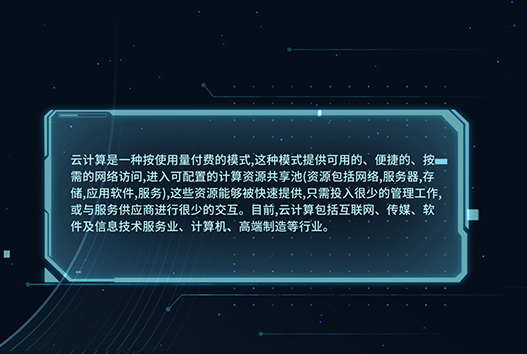 云计算是一种按使用量付费的模式,这种模式提供可用的、便捷的、按
需的网络访问,进入可配置的计算资源共享池(资源包括网络,服务器,存
储,应用软件,服务),这些资源能够被快速提供,只需投入很少的管理工作,
或与服务供应商进行很少的交互。目前,云计算包括互联网、传媒、软
件及信息技术服务业、计算机、高端制造等行业。